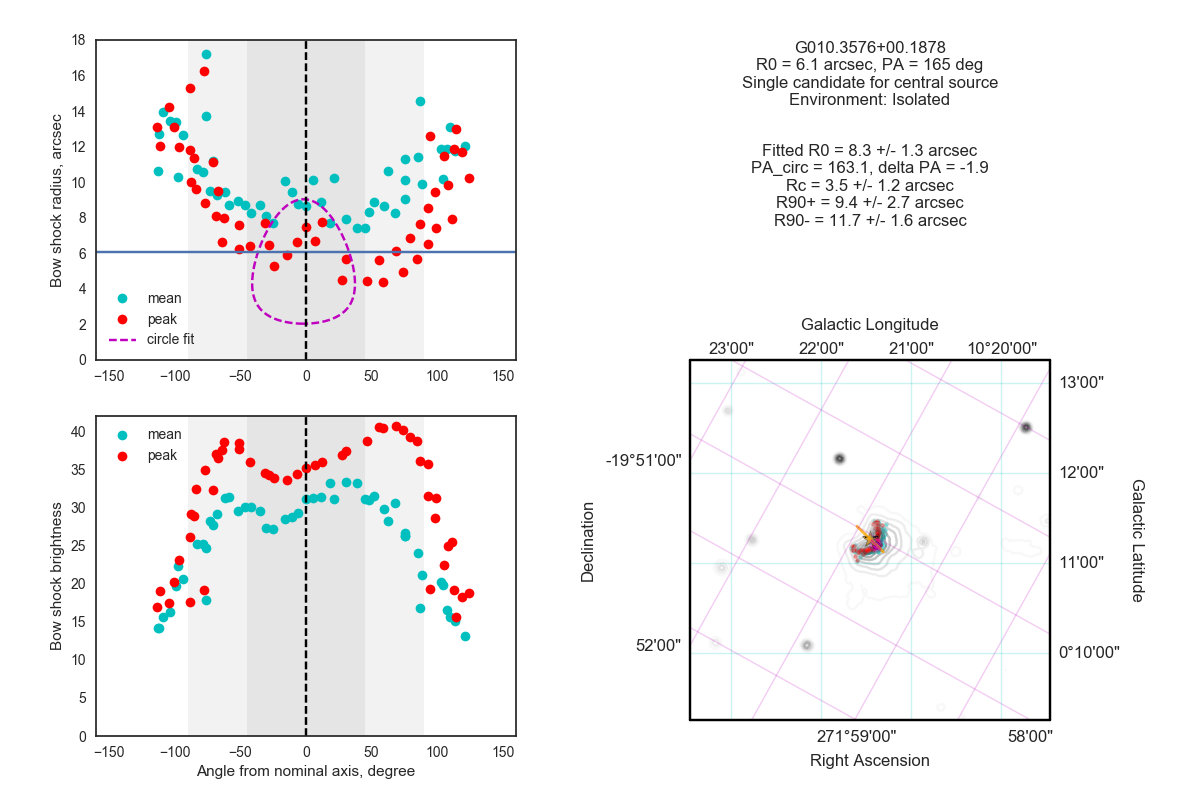 18
16
14
12
10
8
6
4
2
0
Bow shock radius, arcsec
mean
peak
circle fit
−150 −100 −50 0 50 100 150
40
35
30
25
20
15
10
5
0
Bow shock brightness
mean
peak
−150 −100 −50 0 50 100 150
Angle from nominal axis, degree
G010.3576+00.1878
R0 = 6.1 arcsec, PA = 165 deg
Single candidate for central source
Environment: Isolated
Fitted R0 = 8.3 +/- 1.3 arcsec
PA_circ = 163.1, delta PA = -1.9
Rc = 3.5 +/- 1.2 arcsec
R90+ = 9.4 +/- 2.7 arcsec
R90- = 11.7 +/- 1.6 arcsec
Galactic Longitude
23'00" 22'00" 21'00" 10°20'00"
13'00"
-19°51'00"
12'00"
Declination
Galactic Latitude
11'00"
52'00"
0°10'00"
271°59'00" 58'00"
Right Ascension